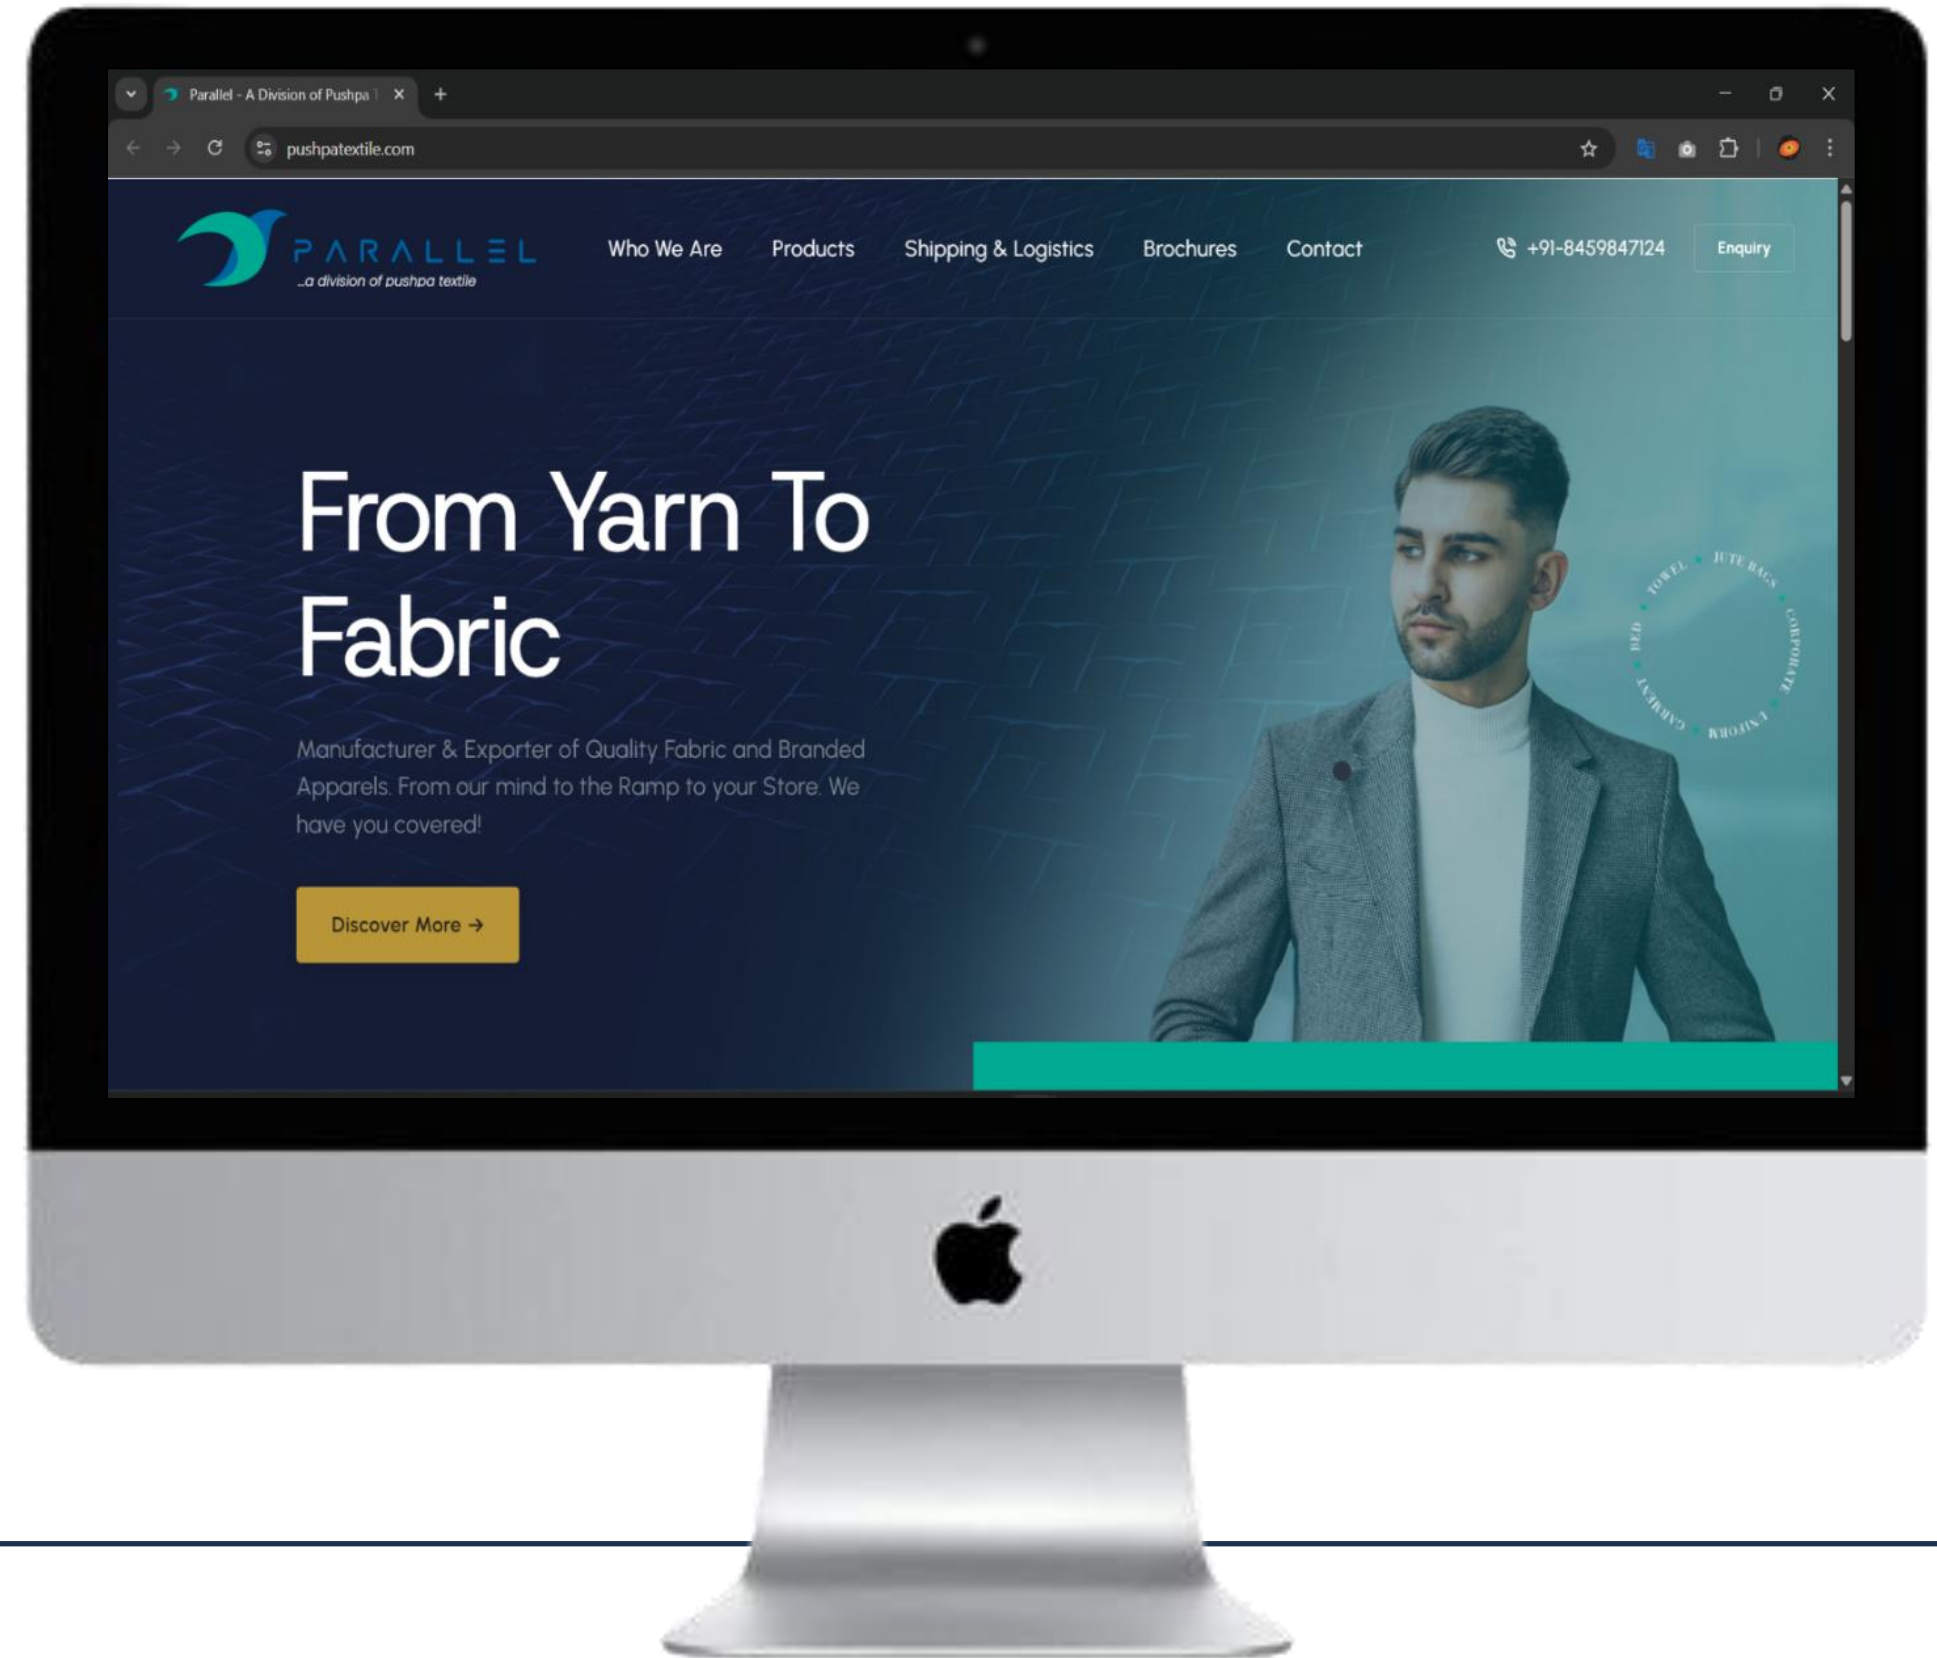 Parallel - A Division of Pushpa
pushpatextile.com
PARALLEL
...a division of pushpa textile
Who We Are
Products
Shipping & Logistics
Brochures
Contact
+91-8459847124
Enquiry
From Yarn To
Fabric
Manufacturer & Exporter of Quality Fabric and Branded
Apparels. From our mind to the Ramp to your Store. We
have you covered!
Discover More →
TOWEL • JUTE BAGS • CORPORATE • UNIFORM • GARMENT • BED •